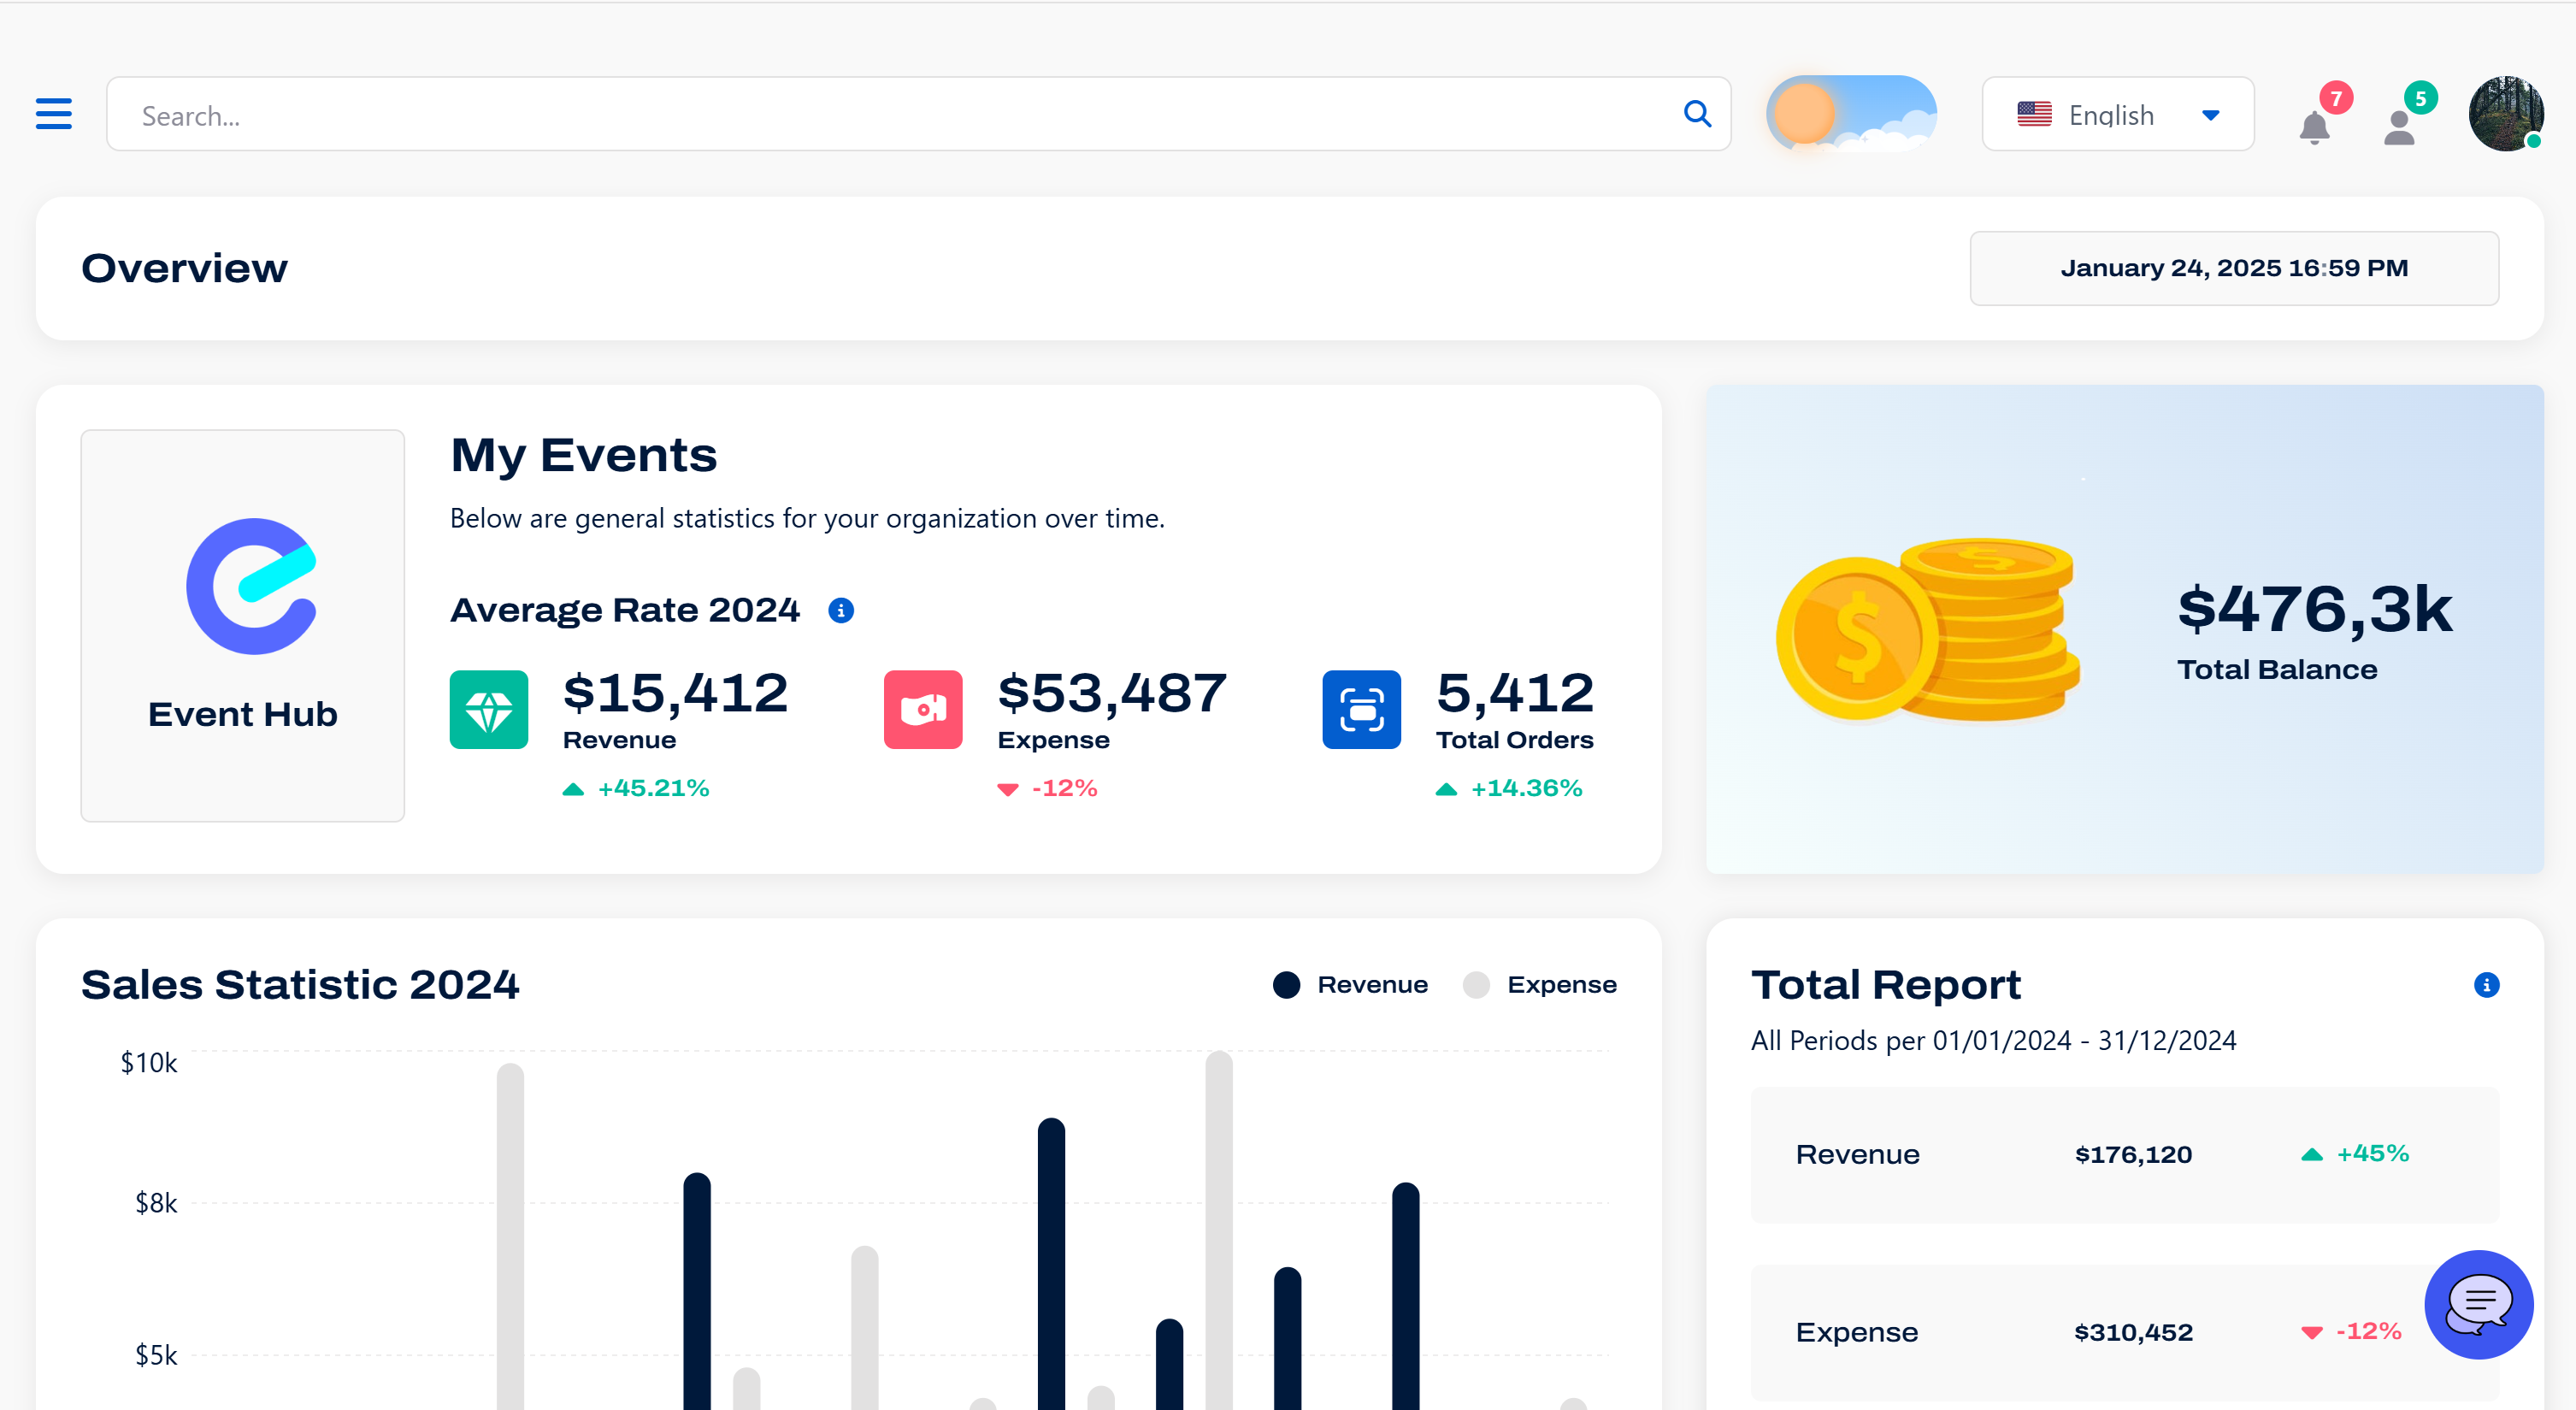 Search...
English
7
5
Overview
January 24, 2025 16:59 PM
Event Hub
My Events
Below are general statistics for your organization over time.
Average Rate 2024
$15,412
Revenue
+45.21%
$53,487
Expense
-12%
5,412
Total Orders
+14.36%
$476,3k
Total Balance
Sales Statistic 2024
Revenue
Expense
$10k
$8k
$5k
Total Report
All Periods per 01/01/2024 - 31/12/2024
Revenue $176,120 +45%
Expense $310,452 -12%